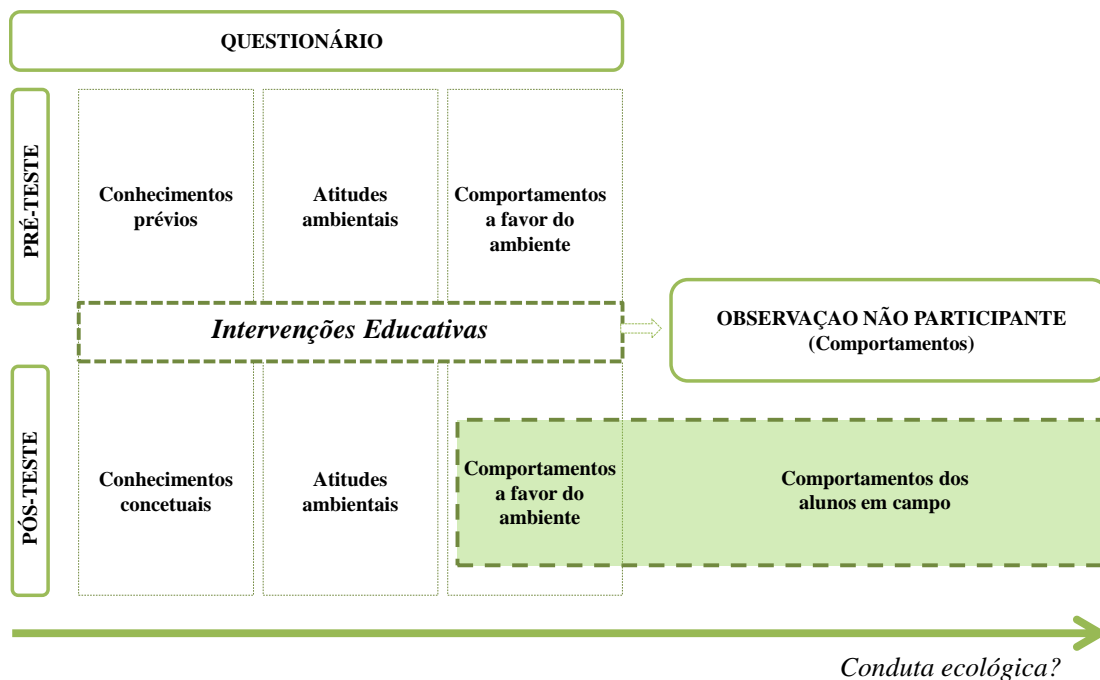 QUESTIONÁRIO
PRÉ-TESTE
Conhecimentos
prévios
Atitudes
ambientais
Comportamentos
a favor do
ambiente
Intervenções Educativas
OBSERVAÇAO NÃO PARTICIPANTE
(Comportamentos)
PÓS-TESTE
Conhecimentos
concetuais
Atitudes
ambientais
Comportamentos
a favor do
ambiente
Comportamentos dos
alunos em campo
Conduta ecológica?